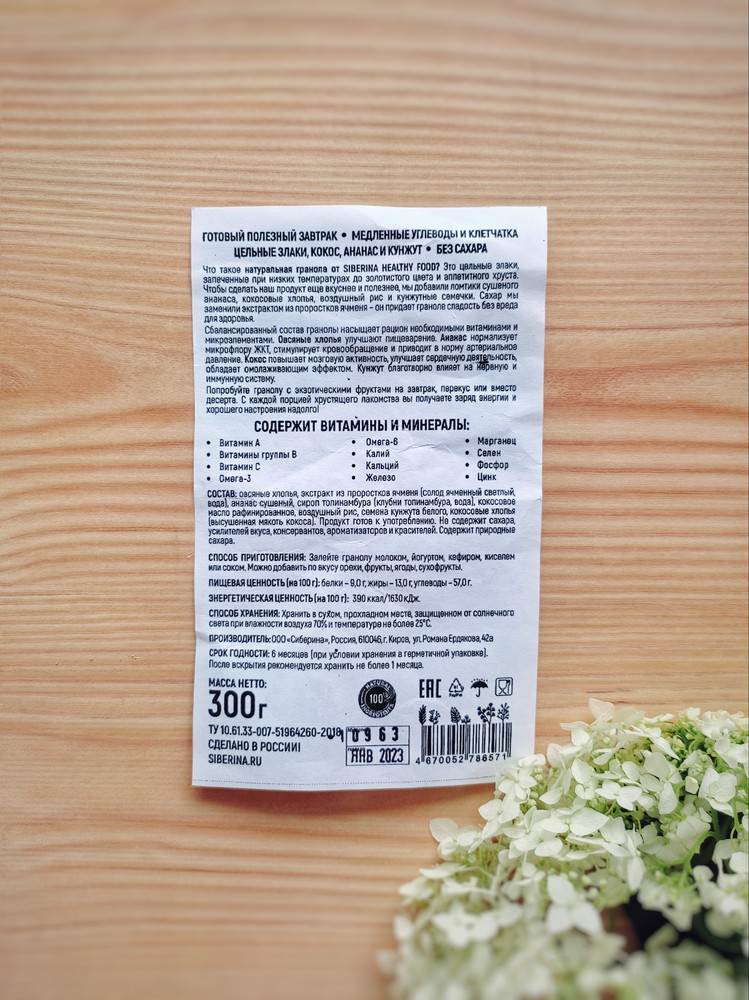 ГОТОВЫЙ ПОЛЕЗНЫЙ ЗАВТРАК • МЕДЛЕННЫЕ УГЛЕВОДЫ И КЛЕТЧАТКА
ЦЕЛЬНЫЕ ЗЛАКИ, КОКОС, АНАНАС И КУНЖУТ • БЕЗ САХАРА
Что такое натуральная гранола от SIBERINA HEALTHY FOOD? Это цельные злаки,
запеченные при низких температурах до золотистого цвета и аппетитного хруста.
Чтобы сделать наш продукт еще вкуснее и полезнее, мы добавили ломтики сушеного
ананаса, кокосовые хлопья, воздушный рис и кунжутные семечки. Сахар мы
заменили экстрактом из проростков ячменя – он придает граноле сладость без вреда
для здоровья.
Сбалансированный состав гранолы насыщает рацион необходимыми витаминами и
микроэлементами. Овсяные хлопья улучшают пищеварение. Ананас нормализует
микрофлору ЖКТ, стимулирует кровообращение и приводит в норму артериальное
давление. Кокос повышает мозговую активность, улучшает сердечную деятельность,
обладает омолаживающим эффектом. Кунжут благотворно влияет на нервную и
иммунную систему.
Попробуйте гранолу с экзотическими фруктами на завтрак, перекус или вместо
десерта. С каждой порцией хрустящего лакомства вы получаете заряд энергии и
хорошего настроения надолго!
СОДЕРЖИТ ВИТАМИНЫ И МИНЕРАЛЫ:
• Витамин А • Омега-6 • Марганец
• Витамины группы В • Калий • Селен
• Витамин С • Кальций • Фосфор
• Омега-3 • Железо • Цинк
СОСТАВ: овсяные хлопья, экстракт из проростков ячменя (солод ячменный светлый,
вода), ананас сушеный, сироп топинамбура (клубни топинамбура, вода), кокосовое
масло рафинированное, воздушный рис, семена кунжута белого, кокосовые хлопья
(высушенная мякоть кокоса). Продукт готов к употреблению. Не содержит сахара,
усилителей вкуса, консервантов, ароматизаторов и красителей. Содержит природные
сахара.
СПОСОБ ПРИГОТОВЛЕНИЯ: Залейте гранолу молоком, йогуртом, кефиром, киселем
или соком. Можно добавить по вкусу орехи, фрукты, ягоды, сухофрукты.
ПИЩЕВАЯ ЦЕННОСТЬ (на 100 г): белки – 9,0 г, жиры – 13,0 г, углеводы – 57,0 г.
ЭНЕРГЕТИЧЕСКАЯ ЦЕННОСТЬ (на 100 г): 390 ккал/1630 кДж.
СПОСОБ ХРАНЕНИЯ: Хранить в сухом, прохладном месте, защищенном от солнечного
света при влажности воздуха 70% и температуре не более 25°С.
ПРОИЗВОДИТЕЛЬ: ООО «Сиберина», Россия, 610046, г. Киров, ул. Романа Ердякова, 42а
СРОК ГОДНОСТИ: 6 месяцев (при условии хранения в герметичной упаковке).
После вскрытия рекомендуется хранить не более 1 месяца.
МАССА НЕТТО:
300 г
NATURAL
100%
INGREDIENTS
EAC
ТУ 10.61.33-007-51964260-2018
СДЕЛАНО В РОССИИ!
SIBERINA.RU
0963
ЯНВ 2023
4 670052 786571